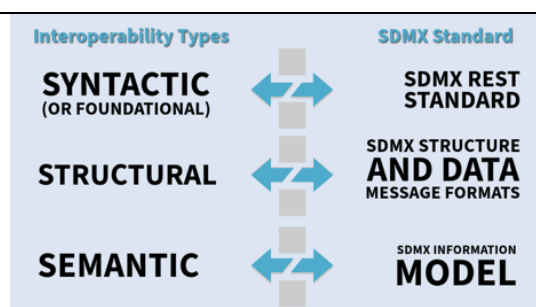 Interoperability Types
SDMX Standard
SYNTACTIC
(OR FOUNDATIONAL)
SDMX REST
STANDARD
STRUCTURAL
SDMX STRUCTURE
AND DATA
MESSAGE FORMATS
SEMANTIC
SDMX INFORMATION
MODEL